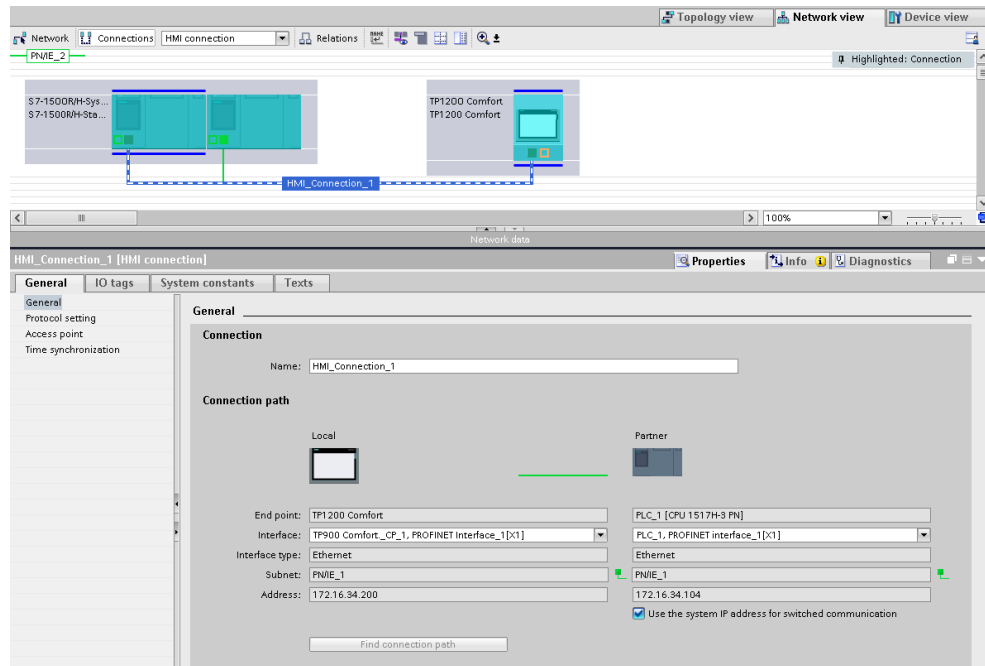 Topology view Network view Device view
Network Connections HMI connection Relations
PN/IE_2
Highlighted: Connection
S7-1500R/H-Sys...
S7-1500R/H-Sta...
TP1200 Comfort
TP1200 Comfort
HMI_Connection_1
100%
Network data
HMI_Connection_1 [HMI connection] Properties Info Diagnostics
General IO tags System constants Texts
General
Protocol setting
Access point
Time synchronization
General
Connection
Name: HMI_Connection_1
Connection path
Local Partner
End point: TP1200 Comfort PLC_1 [CPU 1517H-3 PN]
Interface: TP900 Comfort._CP_1, PROFINET Interface_1[X1] PLC_1, PROFINET interface_1[X1]
Interface type: Ethernet Ethernet
Subnet: PN/IE_1 PN/IE_1
Address: 172.16.34.200 172.16.34.104
Use the system IP address for switched communication
Find connection path